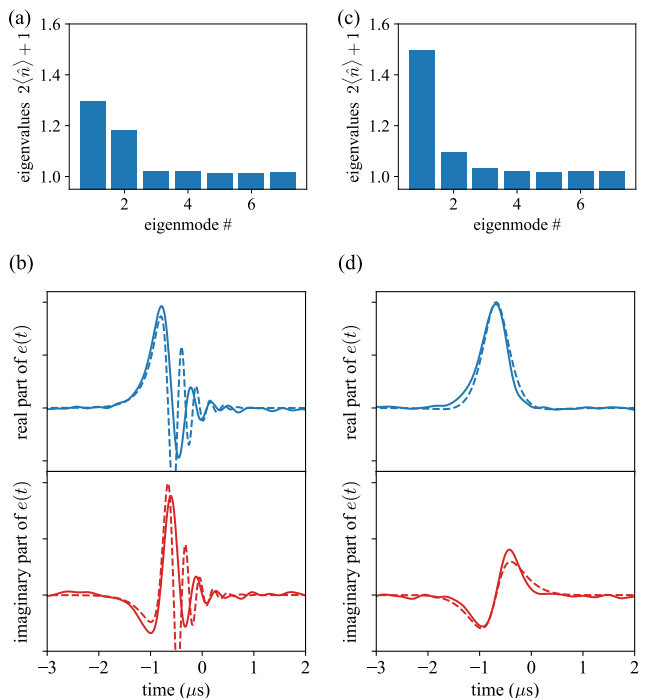 (a)
1.6
1.4
1.2
1.0
eigenvalues 2⟨n̂⟩ + 1
2
4
6
eigenmode #
(c)
1.6
1.4
1.2
1.0
eigenvalues 2⟨n̂⟩ + 1
2
4
6
eigenmode #
(b)
real part of e(t)
imaginary part of e(t)
−3
−2
−1
0
1
2
time (μs)
(d)
real part of e(t)
imaginary part of e(t)
−3
−2
−1
0
1
2
time (μs)